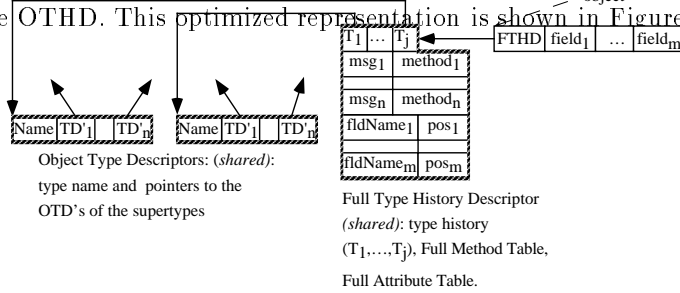 object
e OTHD. This optimized representation is shown in Figure
T1 ... Tj
FTHD field1 ... fieldm
msg1 method1
msgn methodn
fldName1 pos1
fldNamem posm
Name TD'1 TD'n Name TD'1 TD'n
Object Type Descriptors: (shared):
type name and pointers to the
OTD's of the supertypes
Full Type History Descriptor
(shared): type history
(T1,...,Tj), Full Method Table,
Full Attribute Table.